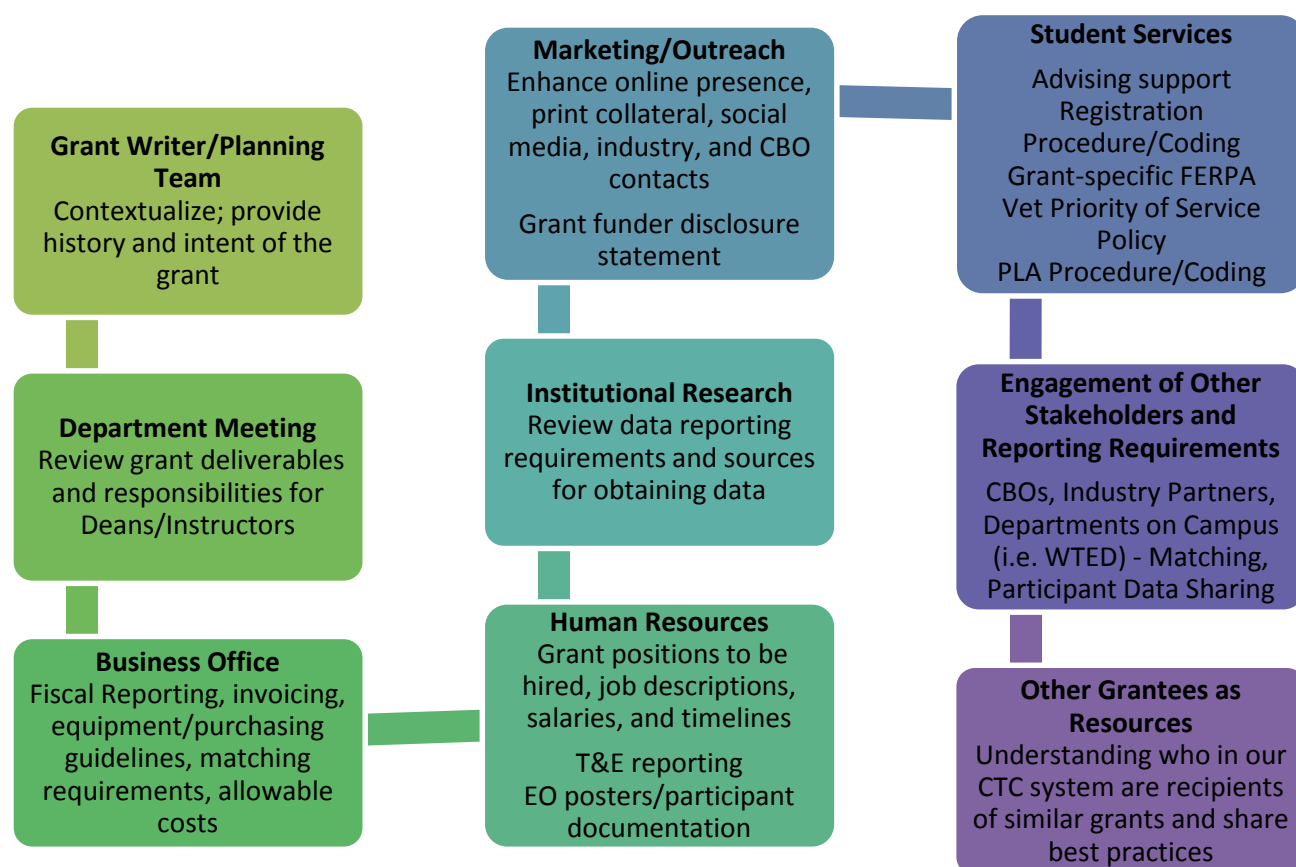 Grant Writer/Planning
Team
Contextualize; provide
history and intent of the
grant
Department Meeting
Review grant deliverables
and responsibilities for
Deans/Instructors
Business Office
Fiscal Reporting, invoicing,
equipment/purchasing
guidelines, matching
requirements, allowable
costs
Human Resources
Grant positions to be
hired, job descriptions,
salaries, and timelines
T&E reporting
EO posters/participant
documentation
Institutional Research
Review data reporting
requirements and sources
for obtaining data
Marketing/Outreach
Enhance online presence,
print collateral, social
media, industry, and CBO
contacts
Grant funder disclosure
statement
Student Services
Advising support
Registration
Procedure/Coding
Grant-specific FERPA
Vet Priority of Service
Policy
PLA Procedure/Coding
Engagement of Other
Stakeholders and
Reporting Requirements
CBOs, Industry Partners,
Departments on Campus
(i.e. WTED) - Matching,
Participant Data Sharing
Other Grantees as
Resources
Understanding who in our
CTC system are recipients
of similar grants and share
best practices